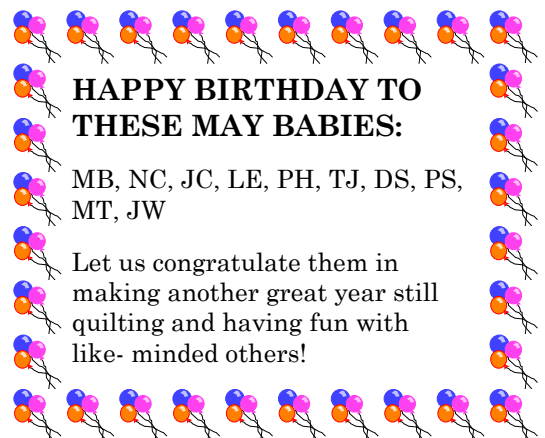 HAPPY BIRTHDAY TO
THESE MAY BABIES:
MB, NC, JC, LE, PH, TJ, DS, PS,
MT, JW
Let us congratulate them in
making another great year still
quilting and having fun with
like- minded others!